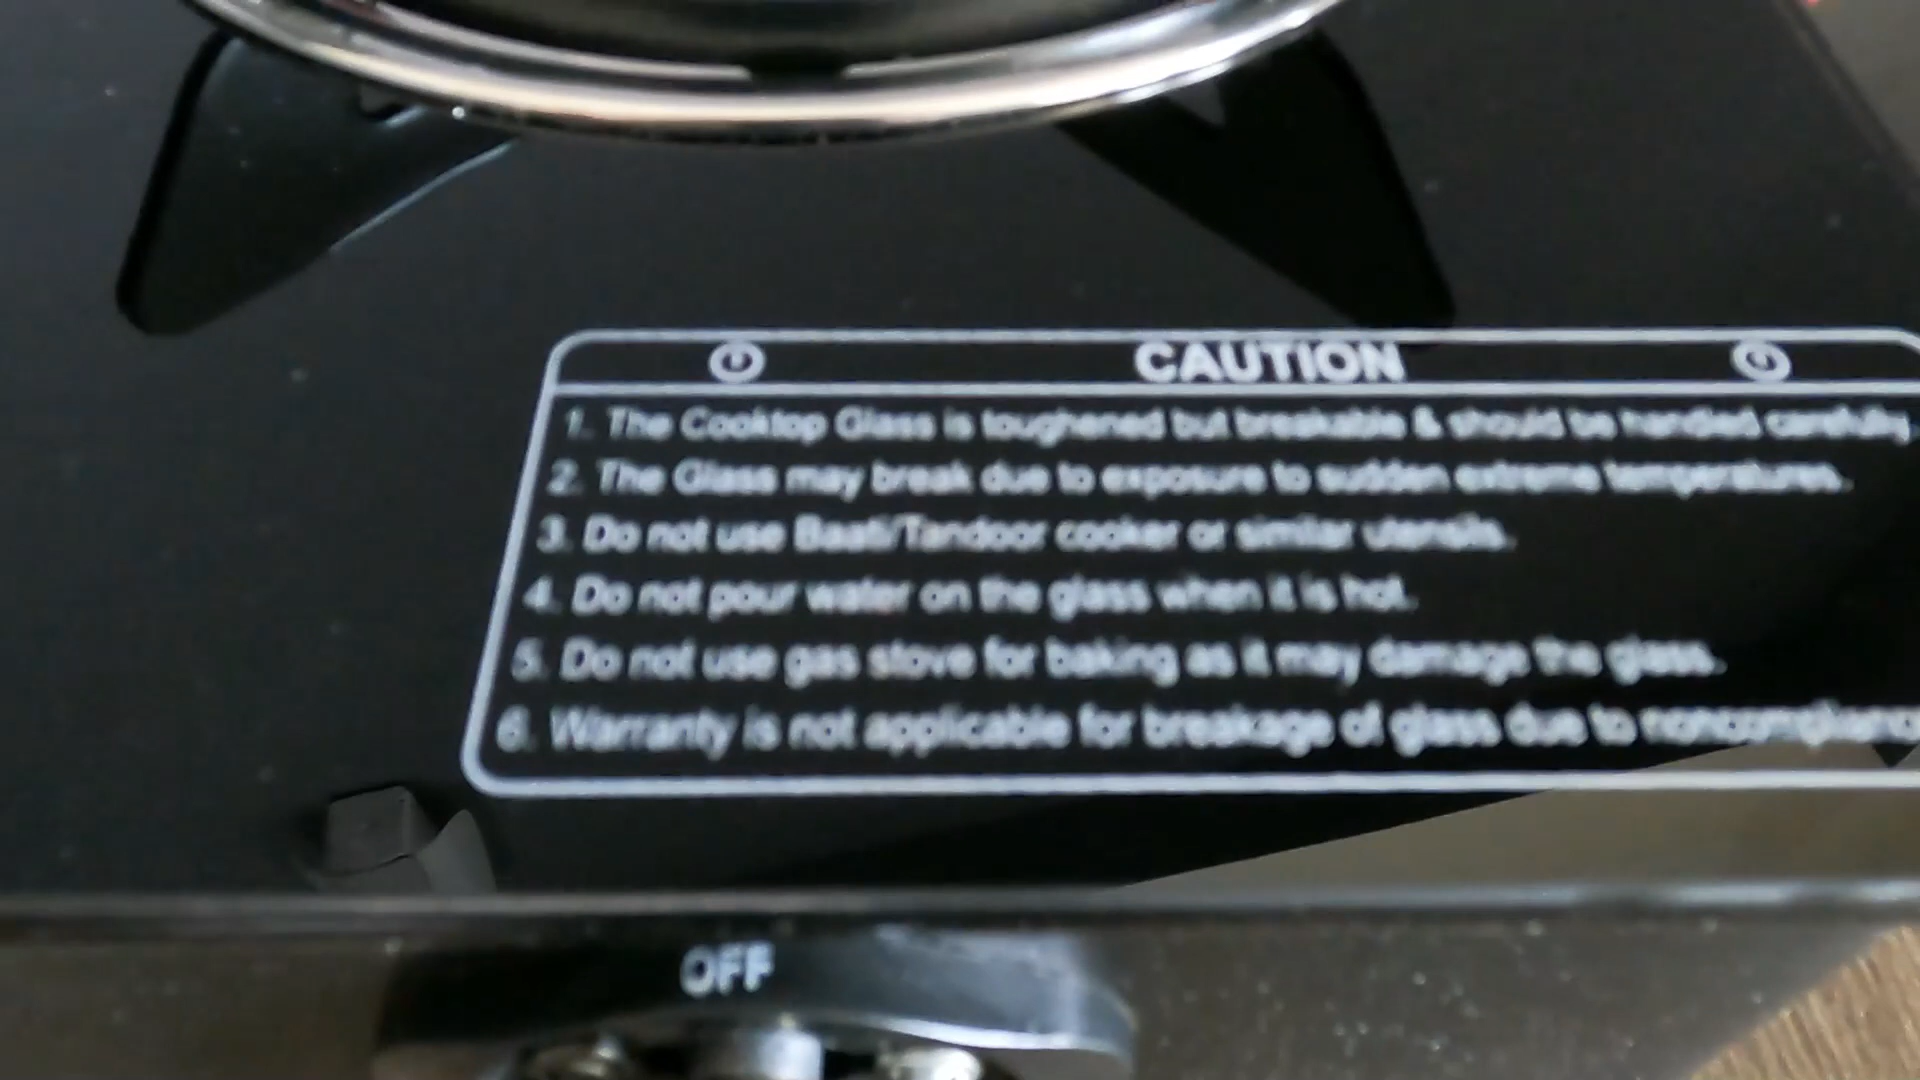 CAUTION
1. The Cooktop Glass is toughened but breakable & should be handled carefully.
2. The Glass may break due to exposure to sudden extreme temperatures.
3. Do not use Baati/Tandoor cooker or similar utensils.
4. Do not pour water on the glass when it is hot.
5. Do not use gas stove for baking as it may damage the glass.
6. Warranty is not applicable for breakage of glass due to
OFF